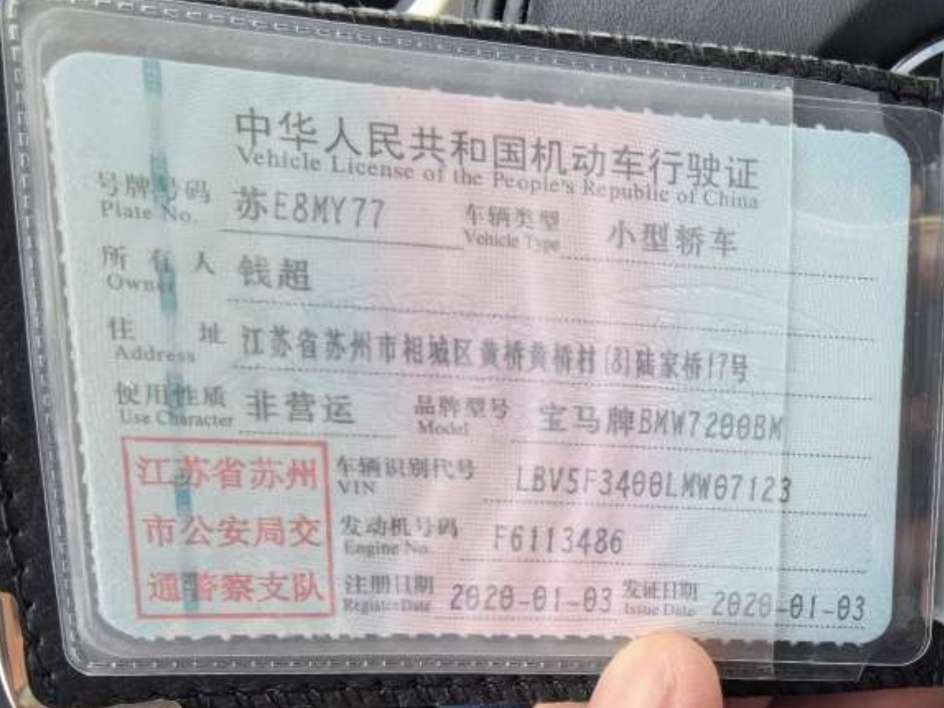 中华人民共和国机动车行驶证
Vehicle License of the People's Republic of China
号牌号码 苏E8MY77 车辆类型 小型轿车
Plate No. Vehicle Type
所有人 钱超
Owner
住址 江苏省苏州市相城区黄桥黄桥村(8)陆家桥17号
Address
使用性质 非营运 品牌型号 宝马牌BMW7200BM
Use Character Model
江苏省苏州
市公安局交
通警察支队
车辆识别代号 LBV5F3400LMW07123
VIN
发动机号码 F6113486
Engine No.
注册日期 2020-01-03 发证日期 2020-01-03
Register Date Issue Date